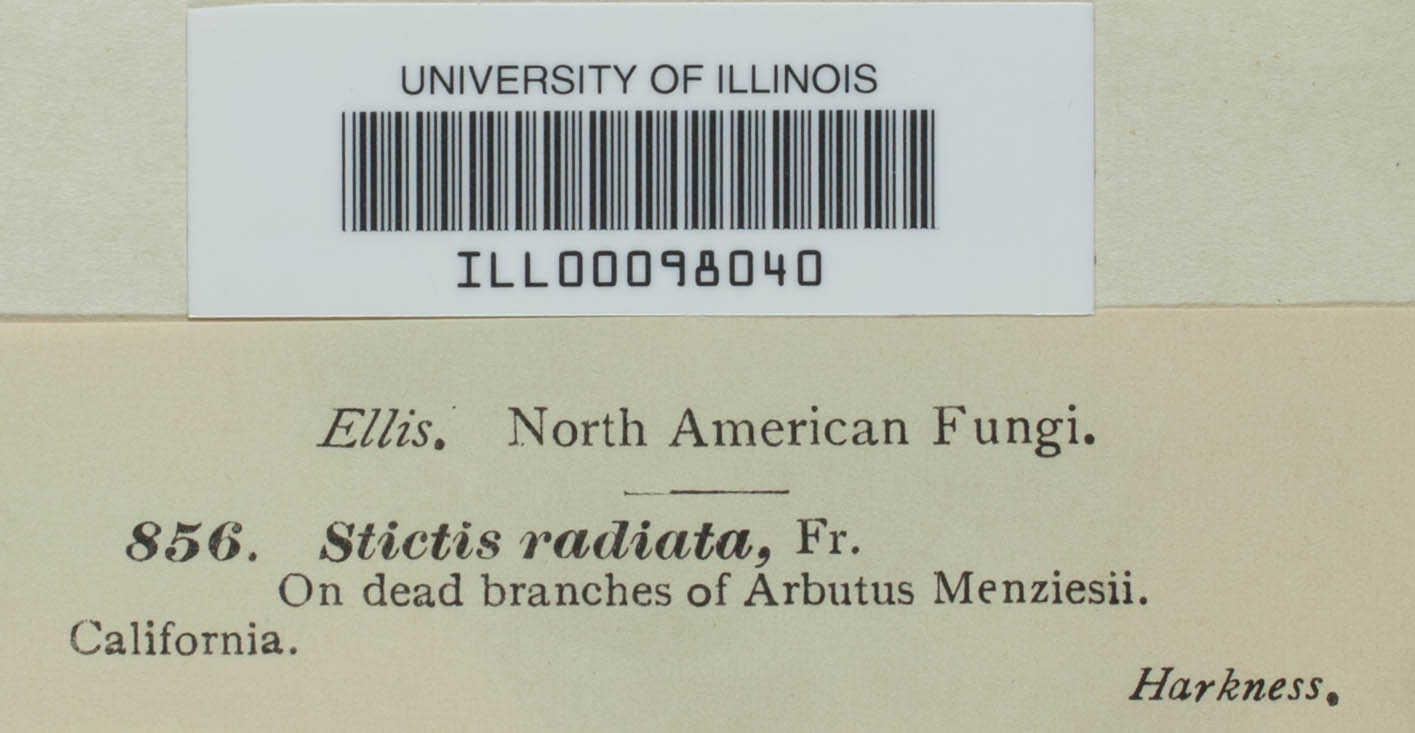 UNIVERSITY OF ILLINOIS
ILL00098040
Ellis. North American Fungi.
856. Stictis radiata, Fr.
On dead branches of Arbutus Menziesii.
California.
Harkness.